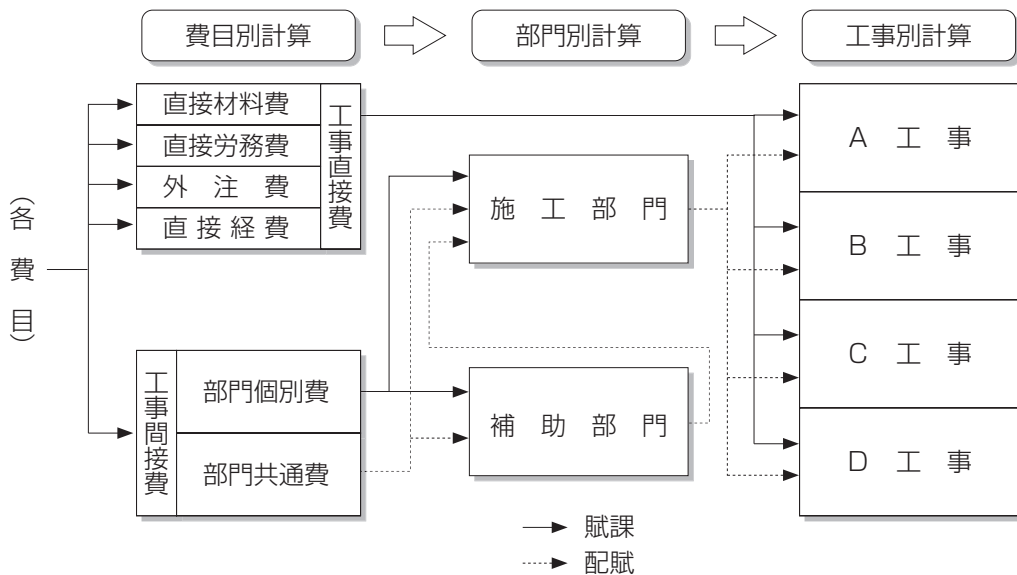 費目別計算
部門別計算
工事別計算
(各費目)
直接材料費
直接労務費
外注費
直接経費
工事直接費
工事間接費
部門個別費
部門共通費
施工部門
補助部門
A 工 事
B 工 事
C 工 事
D 工 事
賦課
配賦